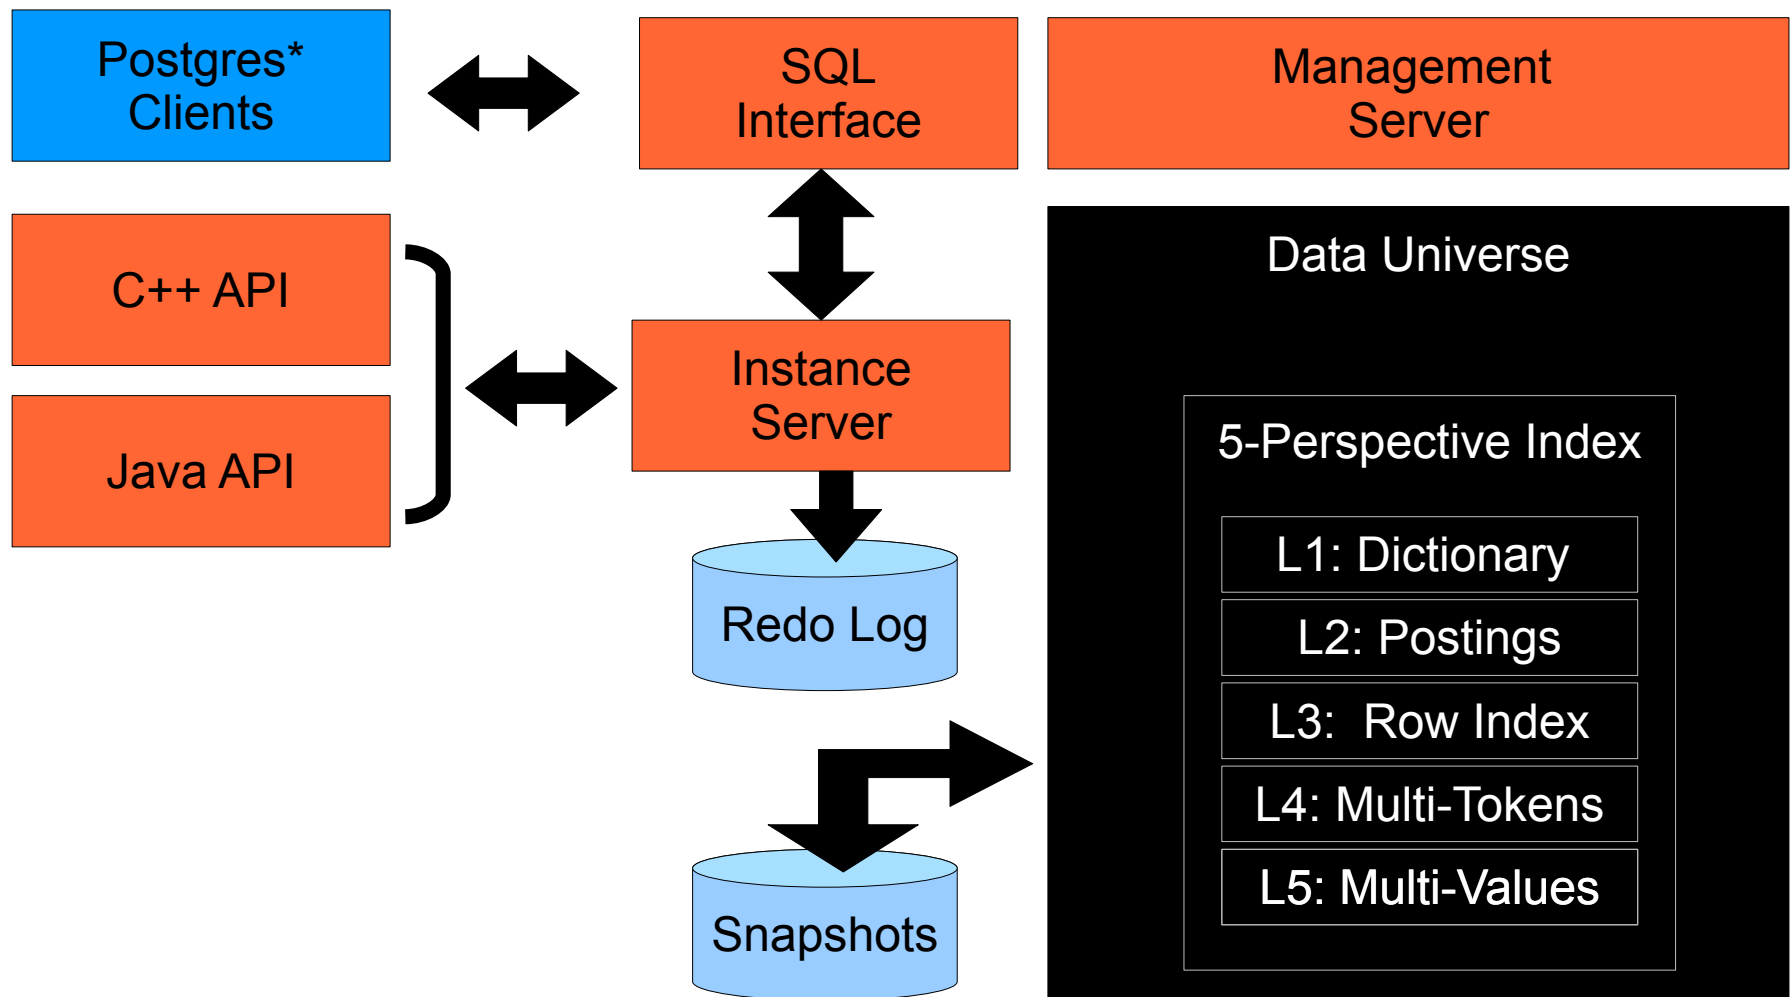 Postgres*
Clients
SQL
Interface
Management
Server
C++ API
Java API
Instance
Server
Redo Log
Snapshots
Data Universe
5-Perspective Index
L1: Dictionary
L2: Postings
L3:  Row Index
L4: Multi-Tokens
L5: Multi-Values